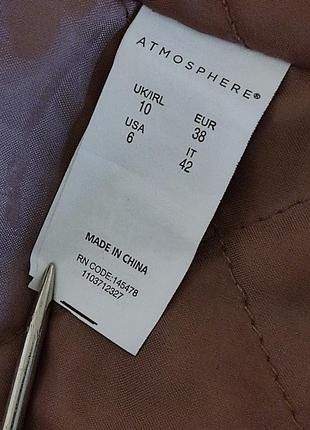 ATMOSPHERE®
UK/IRL EUR
10 38
USA IT
6 42
MADE IN CHINA
RN CODE:145478
1103712327